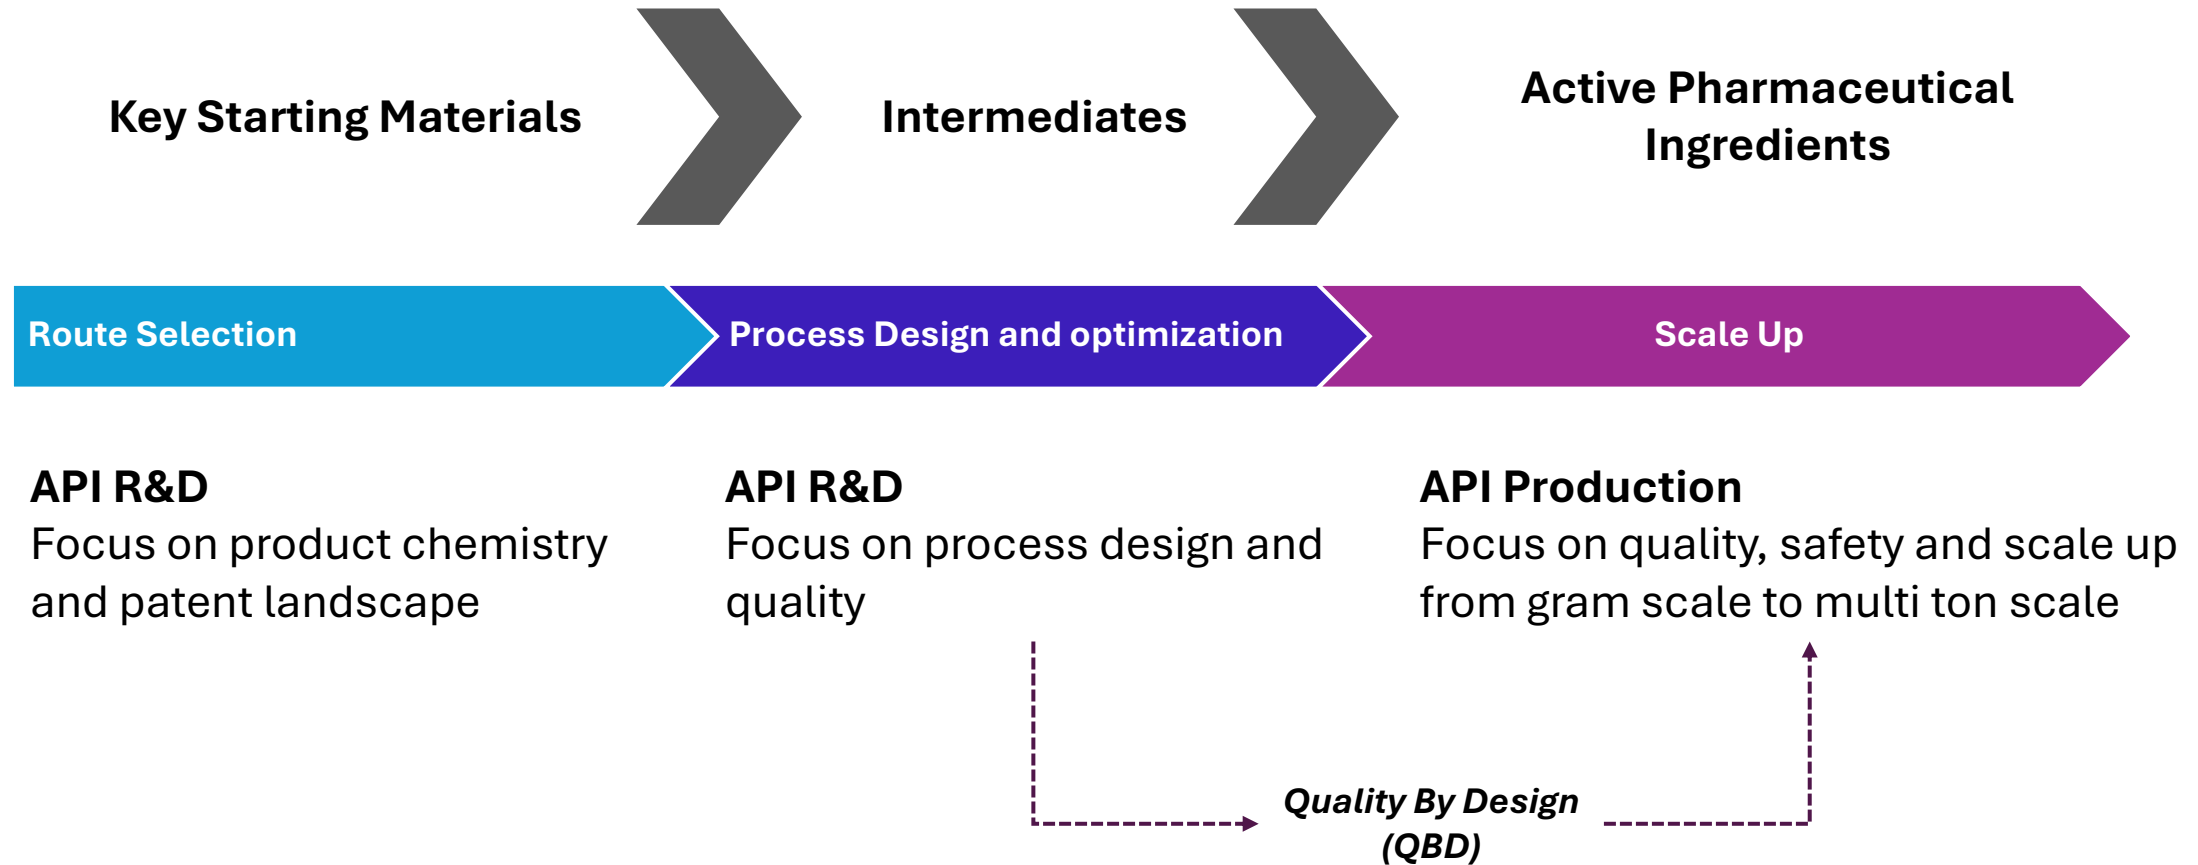 Key Starting Materials
Intermediates
Active Pharmaceutical
Ingredients
Route Selection
Process Design and optimization
Scale Up
API R&D
Focus on product chemistry
and patent landscape
API R&D
Focus on process design and
quality
API Production
Focus on quality, safety and scale up
from gram scale to multi ton scale
Quality By Design
(QBD)